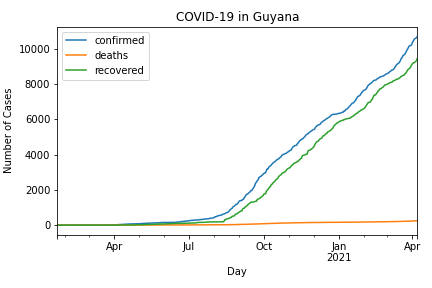 COVID-19 in Guyana
confirmed
deaths
recovered
Number of Cases
10000
8000
6000
4000
2000
0
Apr
Jul
Oct
Jan
2021
Apr
Day